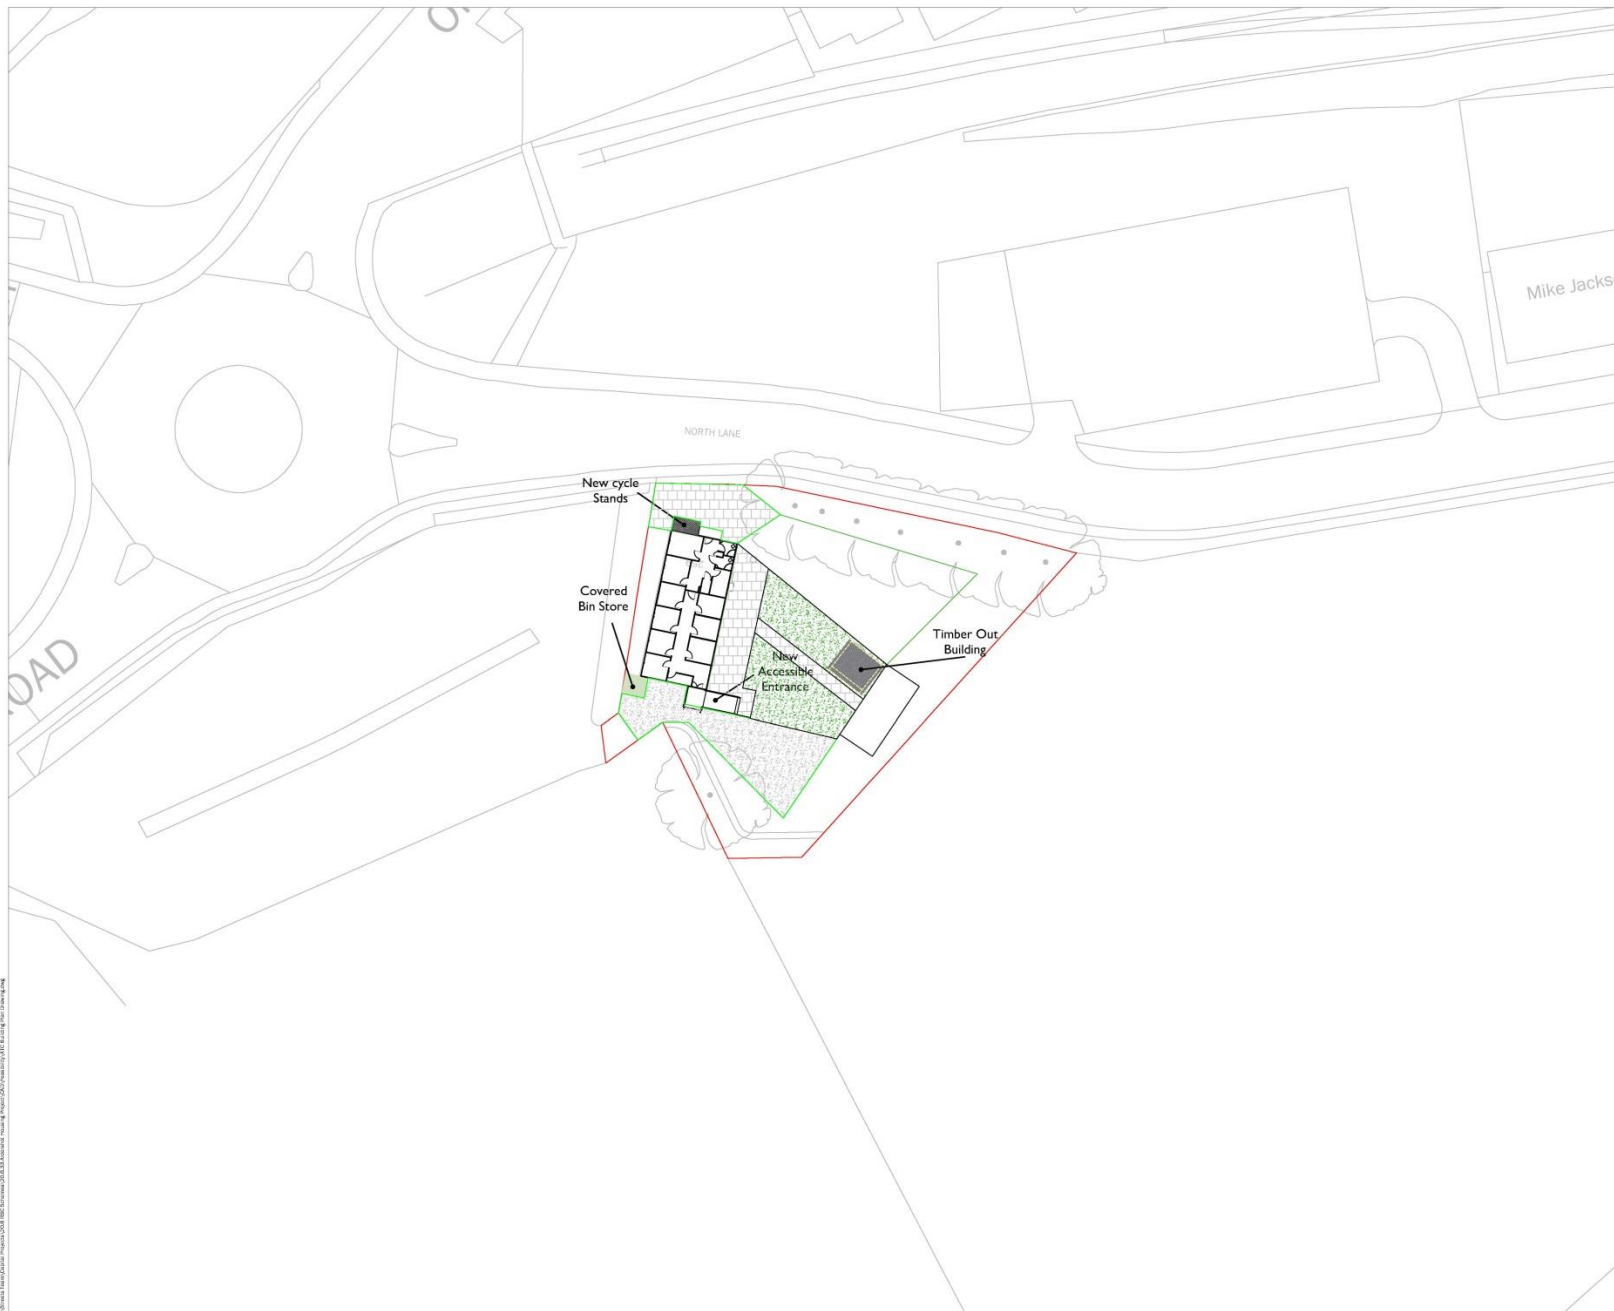 Mike Jacks
NORTH LANE
New cycle
Stands
Covered
Bin Store
Timber Out
Building
New
Accessible
Entrance
OAD